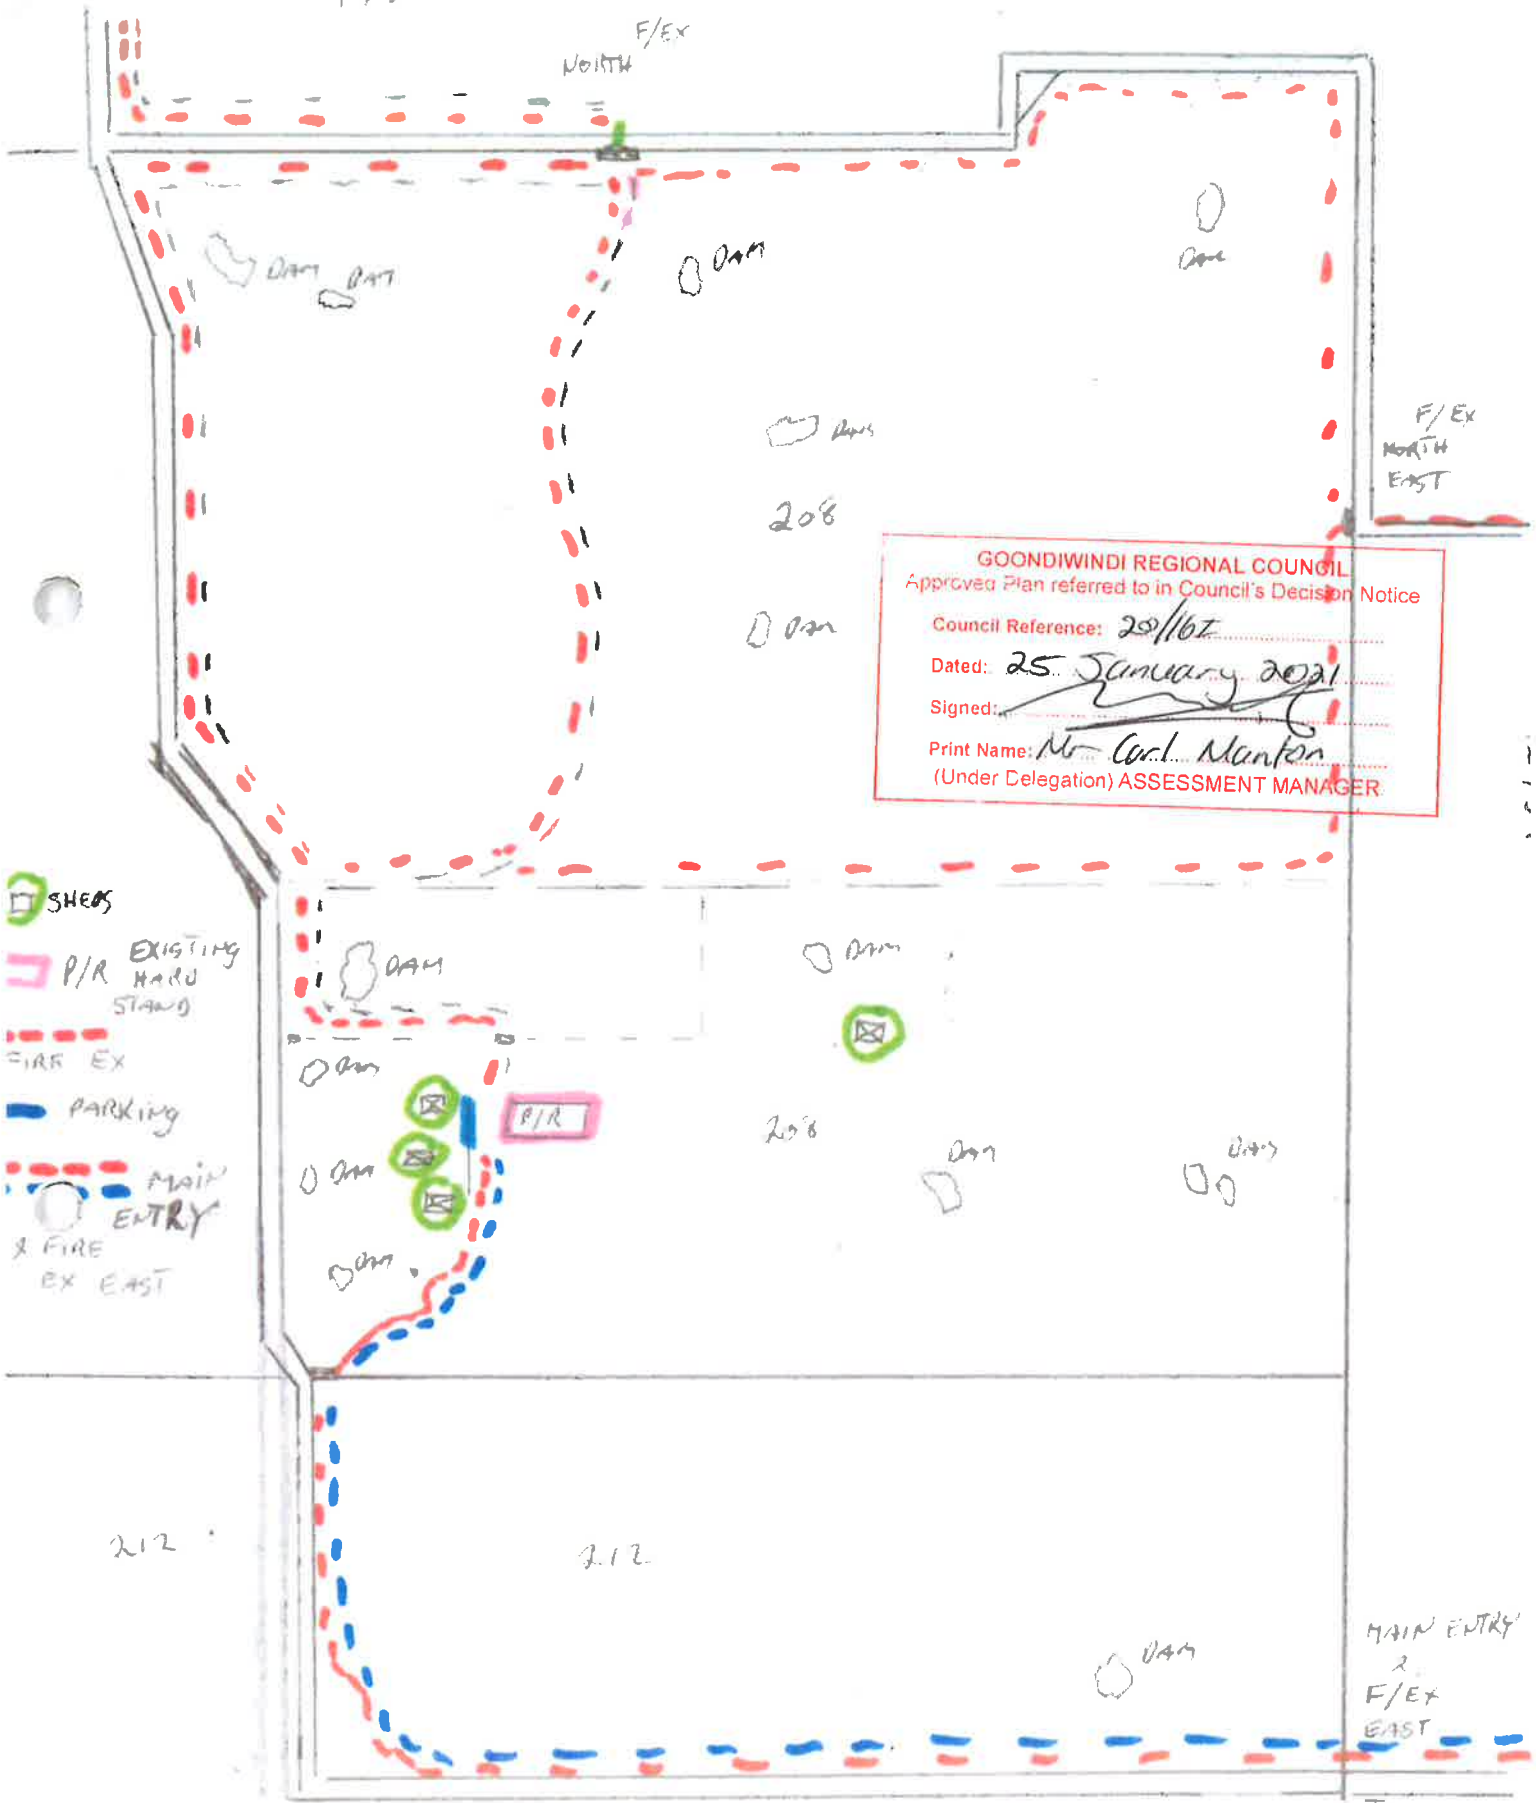 F/EX
NORTH
DAM
DAM
DAM
DAM
F/EX
NORTH
EAST
DAMS
208
GOONDIWINDI REGIONAL COUNCIL
Approved Plan referred to in Council's Decision Notice
Council Reference: 20/16Z
Dated: 25 January 2021
Signed:
Print Name: Mr Carl Manton
(Under Delegation) ASSESSMENT MANAGER
DAM
SHEDS
P/R EXISTING
HARD
STAND
FIRE EX
PARKING
MAIN
ENTRY
& FIRE
EX EAST
DAM
DAM
DAM
P/R
208
DAM
DAM
DAMS
DAM
212
212
DAM
MAIN ENTRY
&
F/EX
EAST